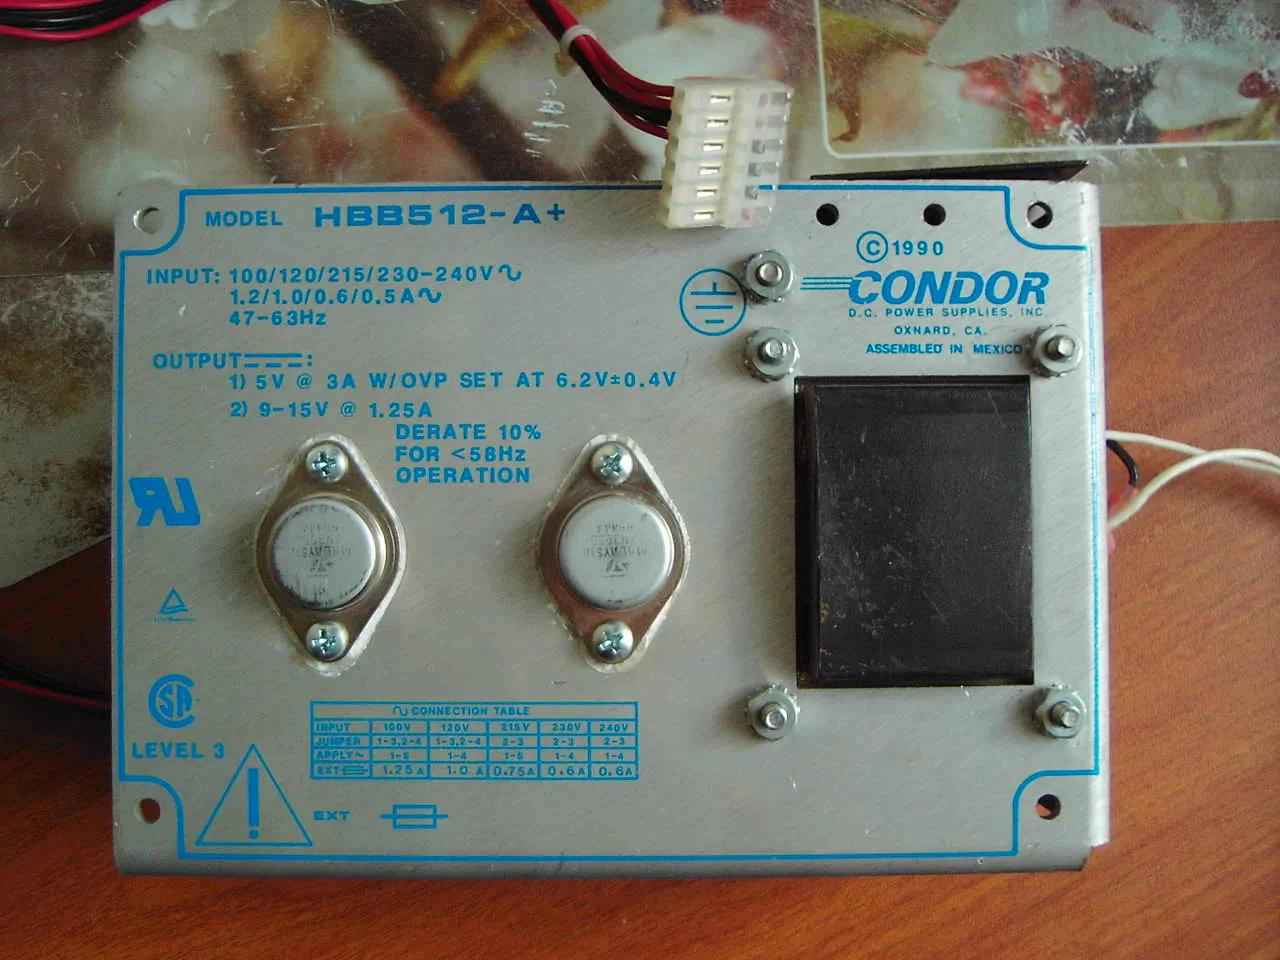 MODEL HBB512-A+
INPUT: 100/120/215/230-240V∿
1.2/1.0/0.6/0.5A∿
47-63Hz
OUTPUT⎓:
1) 5V @ 3A W/OVP SET AT 6.2V±0.4V
2) 9-15V @ 1.25A
DERATE 10%
FOR <58Hz
OPERATION
© 1990
CONDOR
D.C. POWER SUPPLIES, INC.
OXNARD, CA.
ASSEMBLED IN MEXICO
MALAYSIA
MALAYSIA
LEVEL 3
∿ CONNECTION TABLE
INPUT 100V 120V 215V 230V 240V
JUMPER 1-3,2-4 1-3,2-4 2-3 2-3 2-3
APPLY∿ 1-5 1-4 1-5 1-4 1-4
EXT 1.25A 1.0A 0.75A 0.6A 0.6A
!
EXT